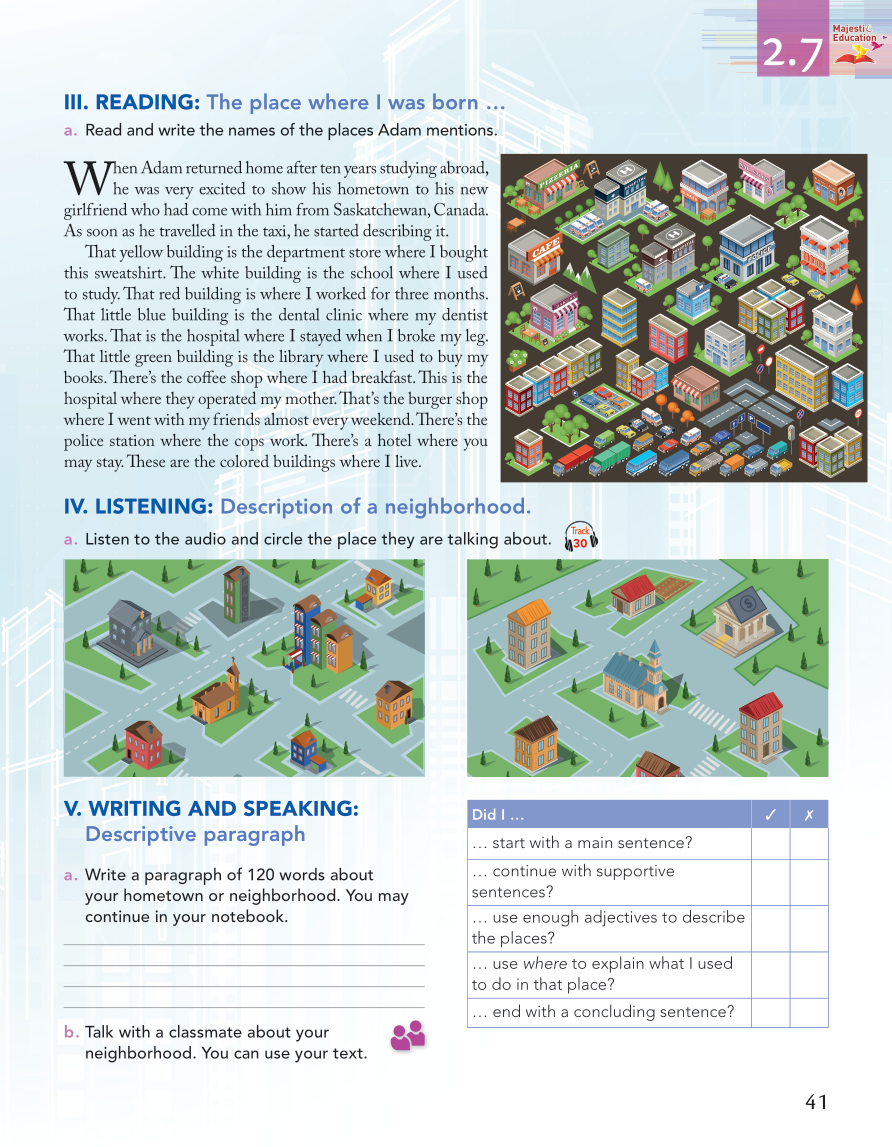 2.7
Majestic
Education
III. READING: The place where I was born …
a. Read and write the names of the places Adam mentions.
When Adam returned home after ten years studying abroad,
he was very excited to show his hometown to his new
girlfriend who had come with him from Saskatchewan, Canada.
As soon as he travelled in the taxi, he started describing it.
That yellow building is the department store where I bought
this sweatshirt. The white building is the school where I used
to study. That red building is where I worked for three months.
That little blue building is the dental clinic where my dentist
works. That is the hospital where I stayed when I broke my leg.
That little green building is the library where I used to buy my
books. There's the coffee shop where I had breakfast. This is the
hospital where they operated my mother. That's the burger shop
where I went with my friends almost every weekend. There's the
police station where the cops work. There's a hotel where you
may stay. These are the colored buildings where I live.
PIZZERIA
H
CAFE
H
IV. LISTENING: Description of a neighborhood.
a. Listen to the audio and circle the place they are talking about.
Track
30
$
V. WRITING AND SPEAKING:
Descriptive paragraph
a. Write a paragraph of 120 words about
your hometown or neighborhood. You may
continue in your notebook.
b. Talk with a classmate about your
neighborhood. You can use your text.
Did I … ✓ ✗
… start with a main sentence?
… continue with supportive
sentences?
… use enough adjectives to describe
the places?
… use where to explain what I used
to do in that place?
… end with a concluding sentence?
41